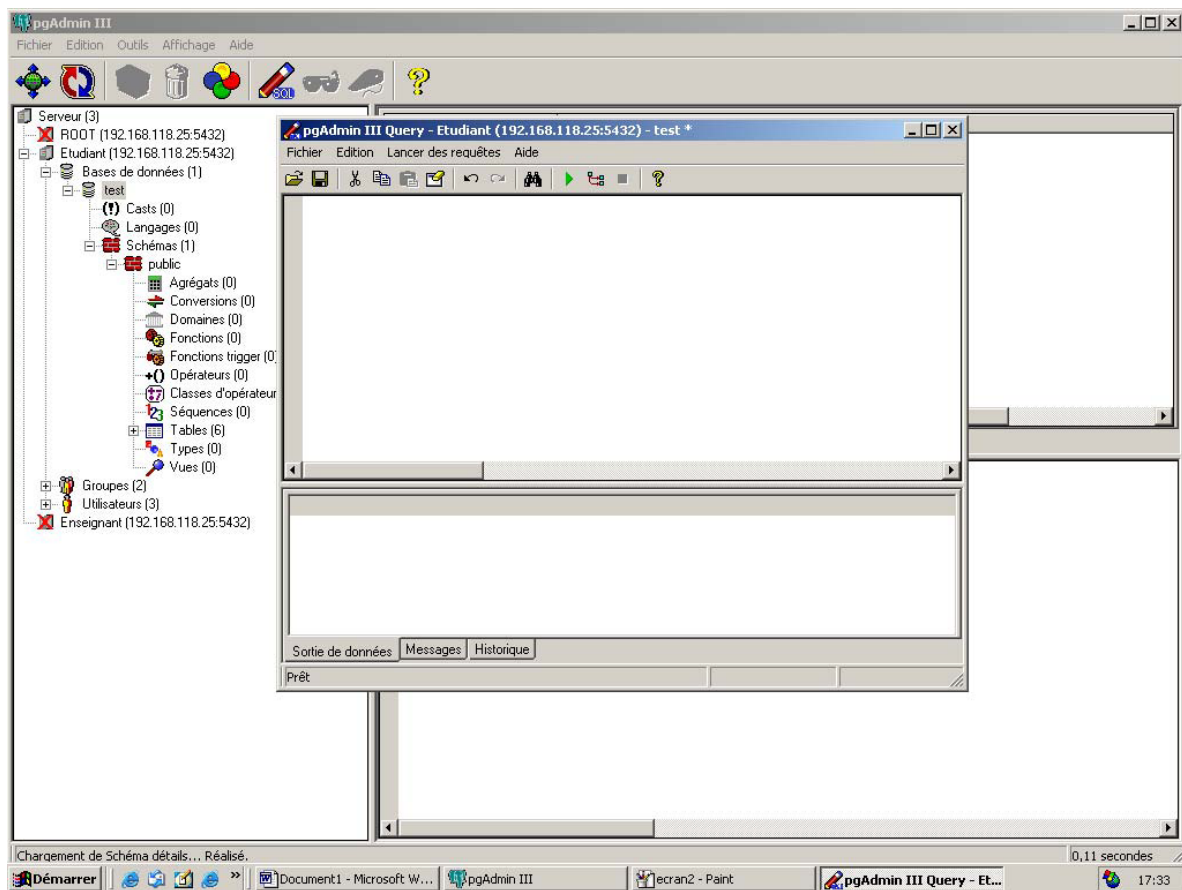 pgAdmin III
Fichier Edition Outils Affichage Aide
SQL
Serveur (3)
ROOT (192.168.118.25:5432)
Etudiant (192.168.118.25:5432)
Bases de données (1)
test
Casts (0)
Langages (0)
Schémas (1)
public
Agrégats (0)
Conversions (0)
Domaines (0)
Fonctions (0)
Fonctions trigger (0)
Opérateurs (0)
Classes d'opérateur
Séquences (0)
Tables (6)
Types (0)
Vues (0)
Groupes (2)
Utilisateurs (3)
Enseignant (192.168.118.25:5432)
pgAdmin III Query - Etudiant (192.168.118.25:5432) - test *
Fichier Edition Lancer des requêtes Aide
Sortie de données Messages Historique
Prêt
Chargement de Schéma détails... Réalisé. 0,11 secondes
Démarrer » Document1 - Microsoft W... pgAdmin III ecran2 - Paint pgAdmin III Query - Et... 17:33